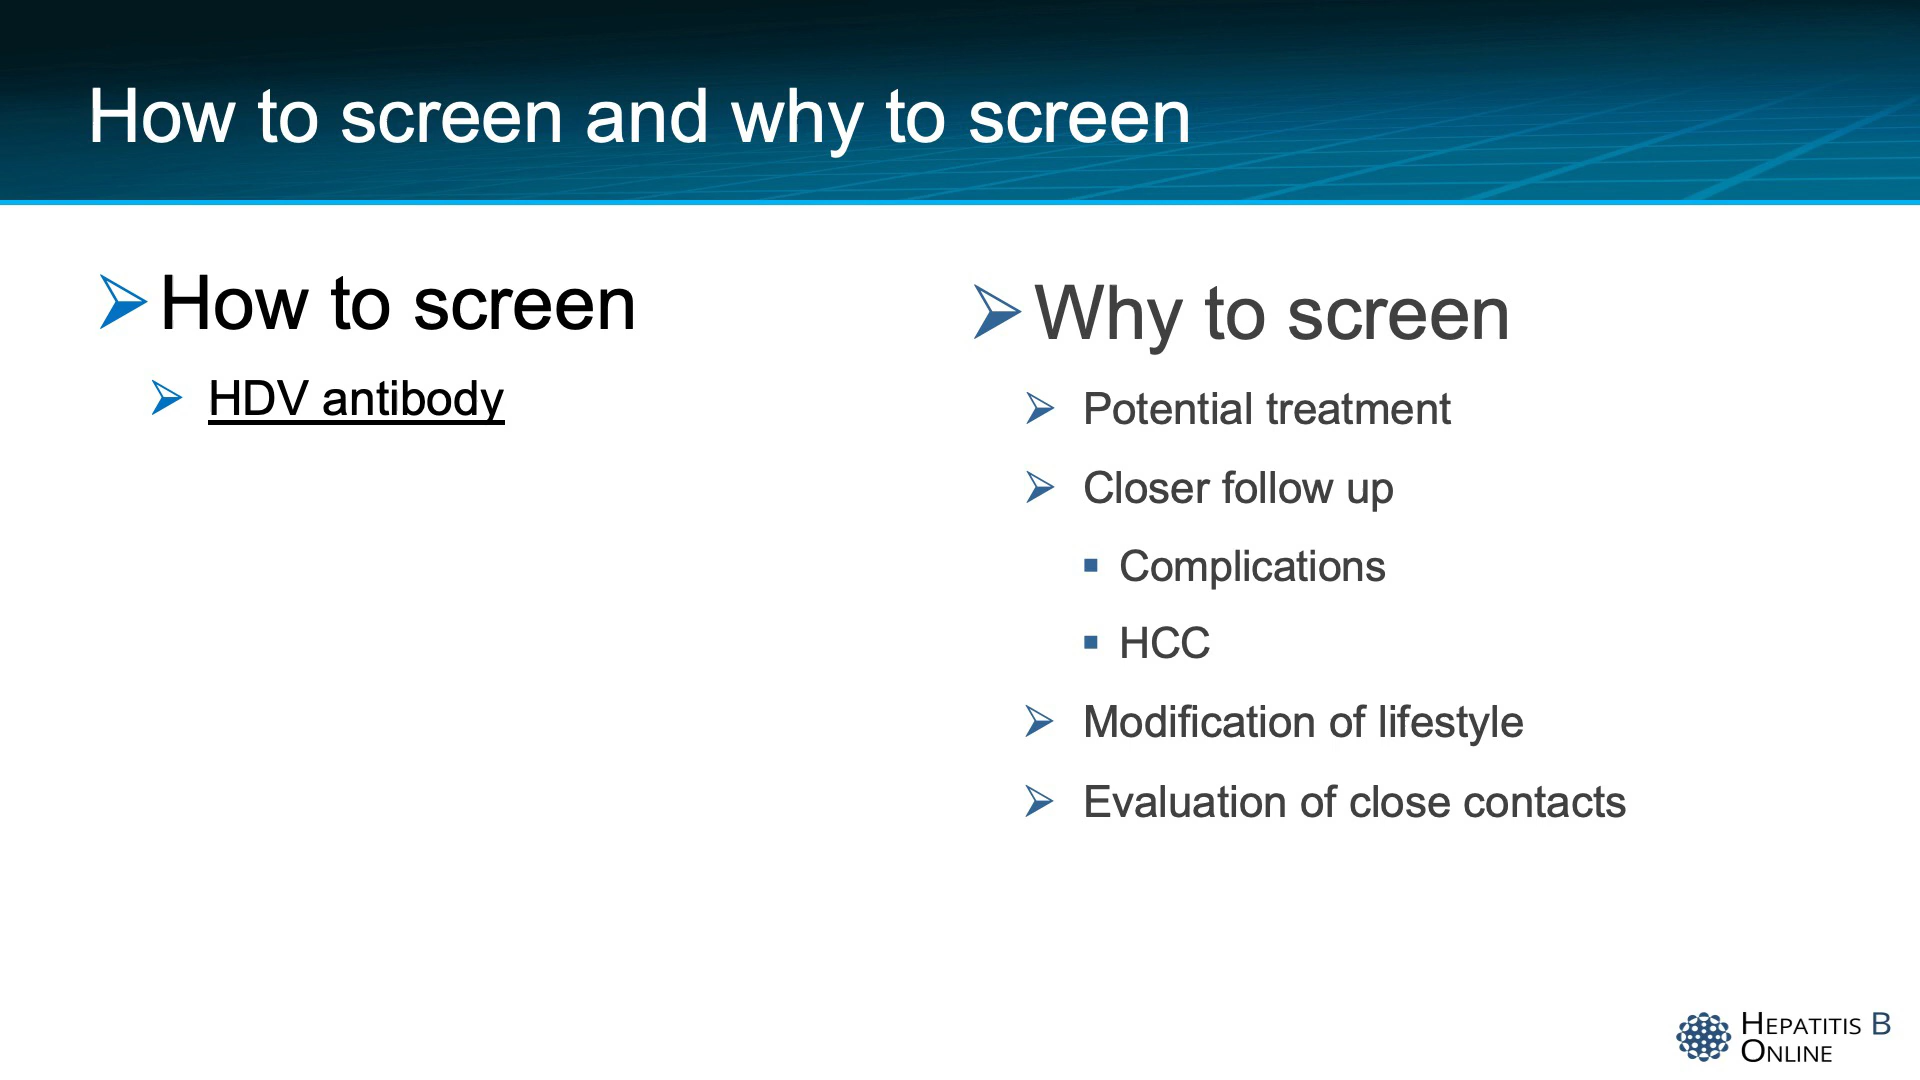 How to screen and why to screen
How to screen
HDV antibody
Why to screen
Potential treatment
Closer follow up
Complications
HCC
Modification of lifestyle
Evaluation of close contacts
HEPATITIS B
ONLINE